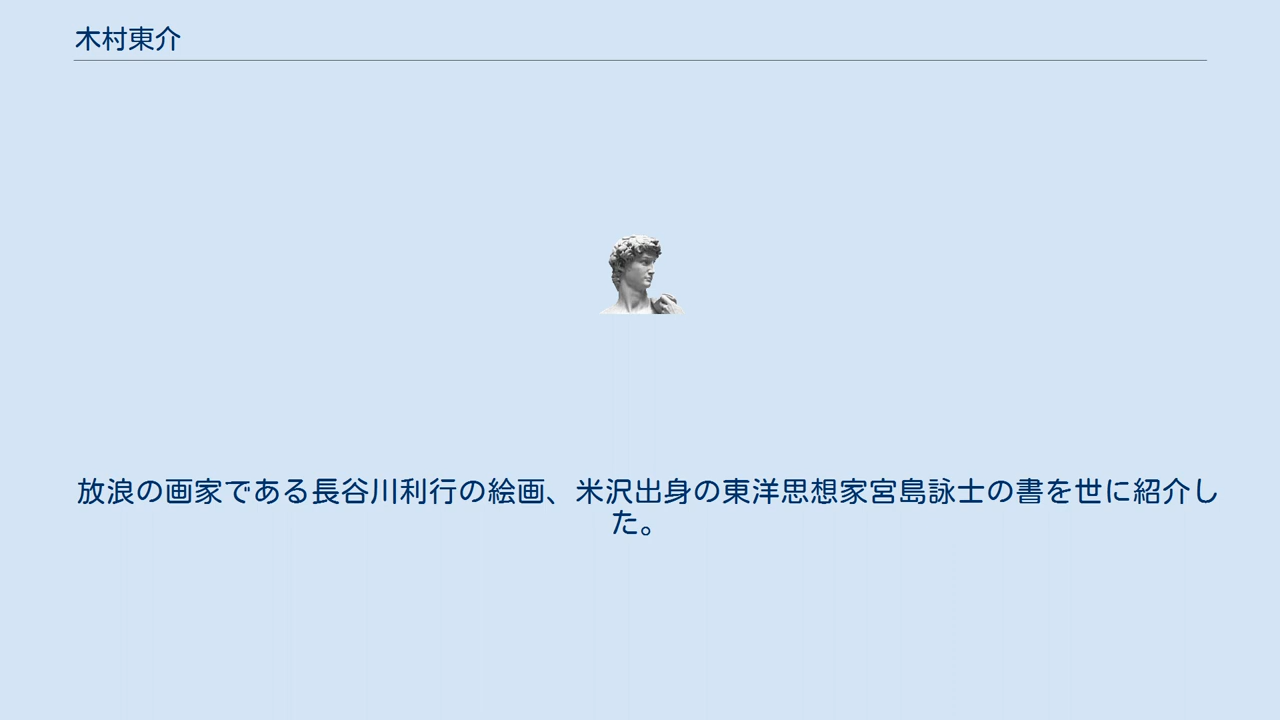 木村東介
放浪の画家である長谷川利行の絵画、米沢出身の東洋思想家宮島詠士の書を世に紹介し
た。